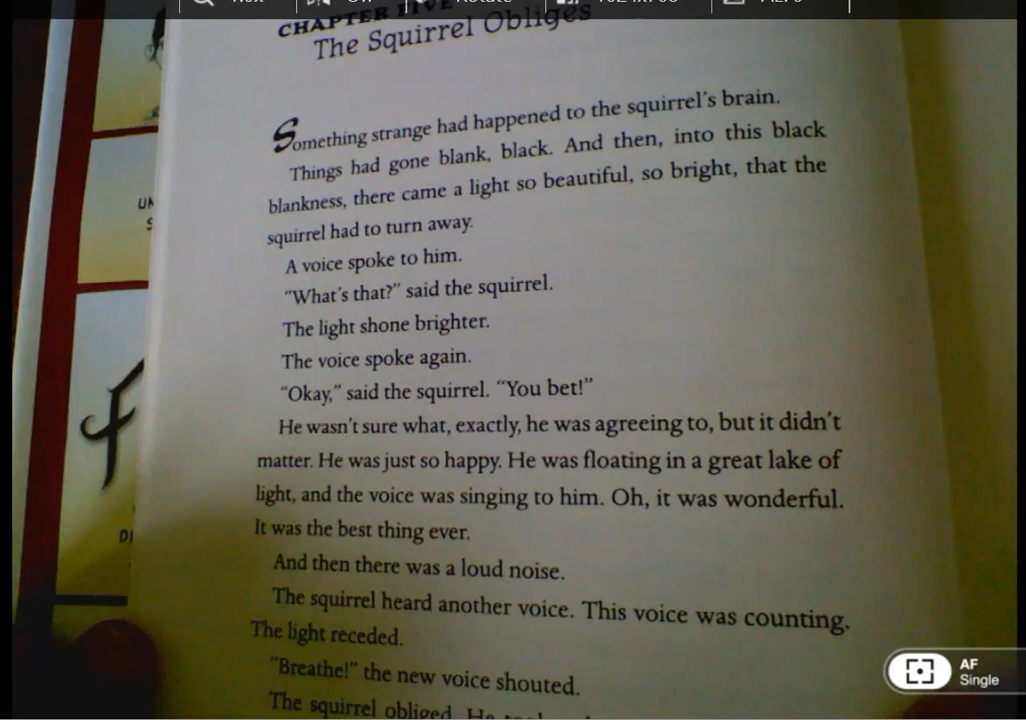 Rotate
CHAPTER FIVE
The Squirrel Obliges
Something strange had happened to the squirrel's brain.
Things had gone blank, black. And then, into this black
blankness, there came a light so beautiful, so bright, that the
squirrel had to turn away.
A voice spoke to him.
"What's that?" said the squirrel.
The light shone brighter.
The voice spoke again.
"Okay," said the squirrel. "You bet!"
He wasn't sure what, exactly, he was agreeing to, but it didn't
matter. He was just so happy. He was floating in a great lake of
light, and the voice was singing to him. Oh, it was wonderful.
It was the best thing ever.
And then there was a loud noise.
The squirrel heard another voice. This voice was counting.
The light receded.
"Breathe!" the new voice shouted.
The squirrel obliged. He
AF
Single